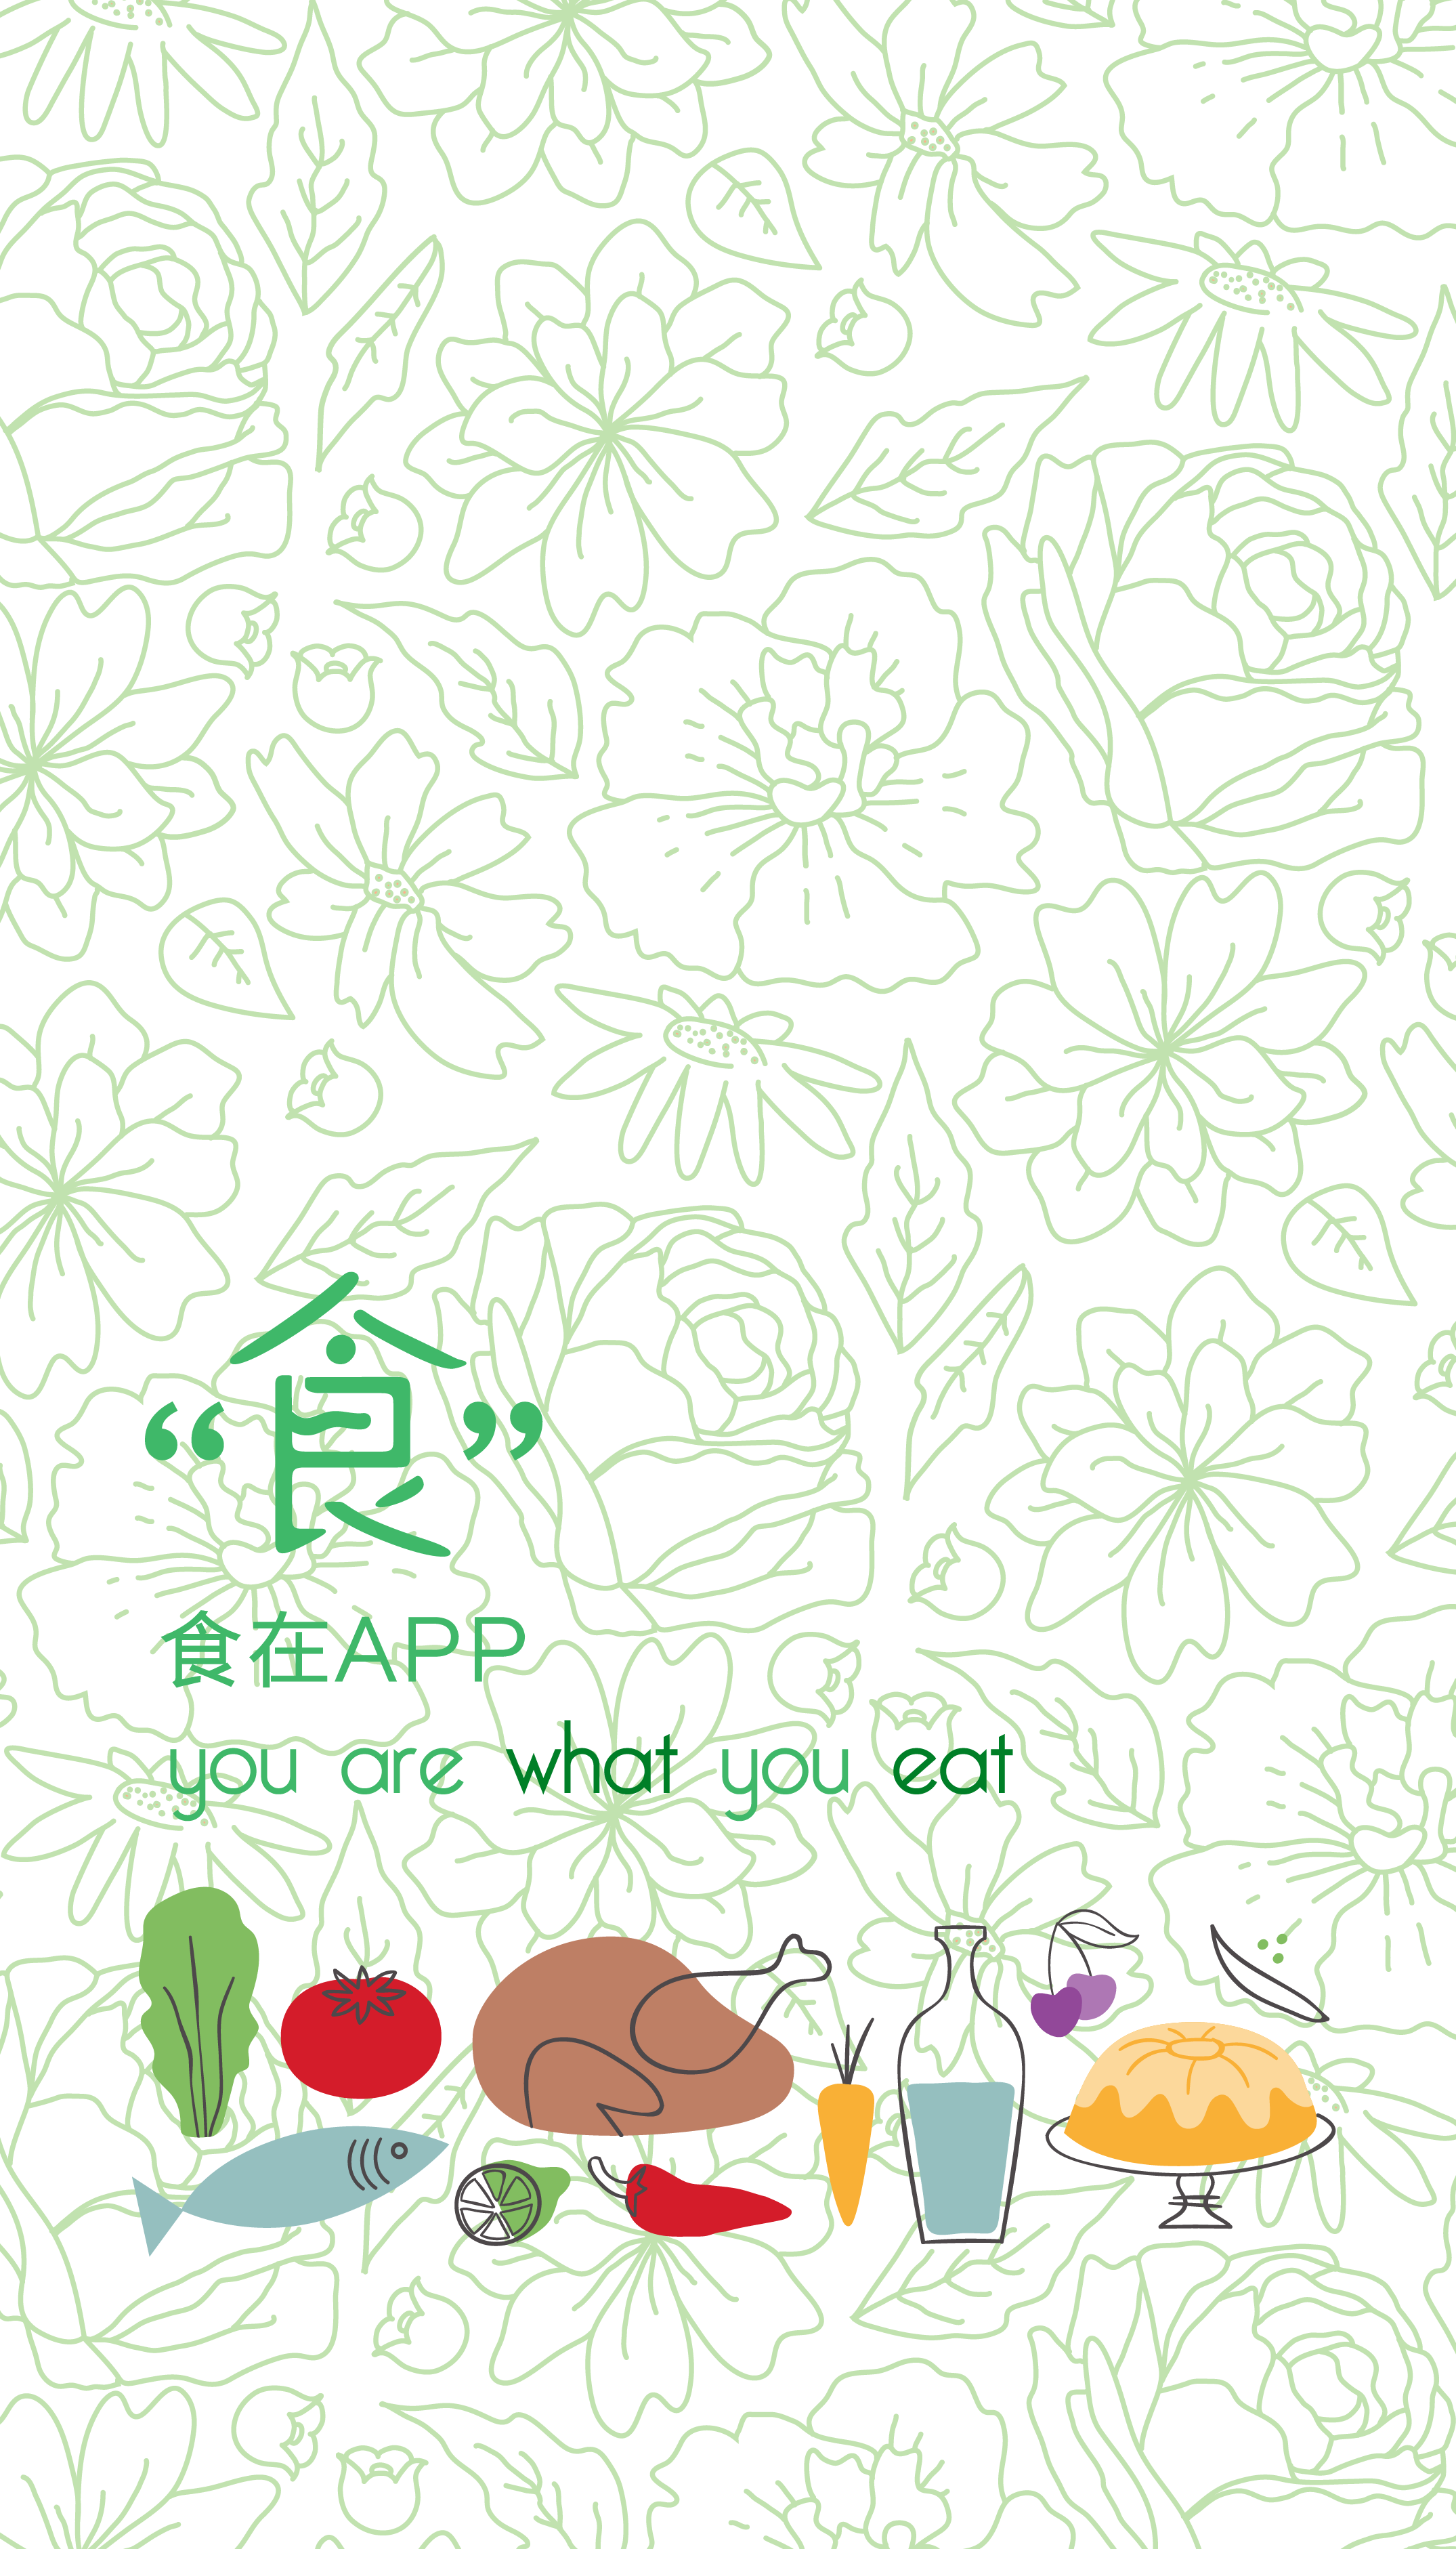 “食”
食在APP
you are what you eat